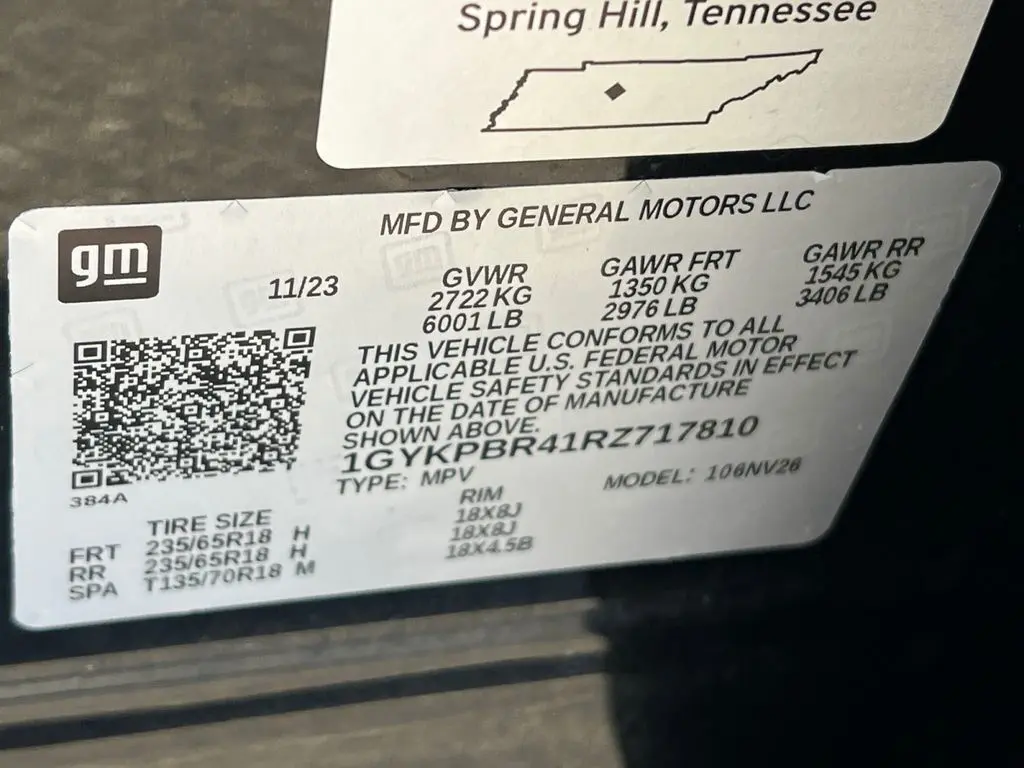 Spring Hill, Tennessee
gm
MFD BY GENERAL MOTORS LLC
11/23
GVWR
2722 KG
6001 LB
GAWR FRT
1350 KG
2976 LB
GAWR RR
1545 KG
3406 LB
THIS VEHICLE CONFORMS TO ALL
APPLICABLE U.S. FEDERAL MOTOR
VEHICLE SAFETY STANDARDS IN EFFECT
ON THE DATE OF MANUFACTURE
SHOWN ABOVE.
1GYKPBR41RZ717810
TYPE: MPV
MODEL: 106NV26
384A
TIRE SIZE
RIM
FRT 235/65R18 H 18X8J
RR 235/65R18 H 18X8J
SPA T135/70R18 M 18X4.5B